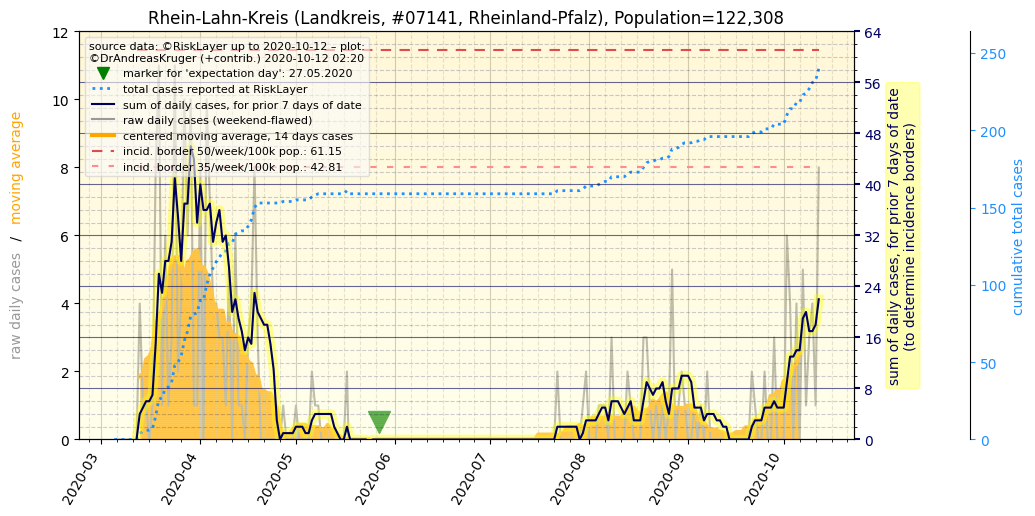 Rhein-Lahn-Kreis (Landkreis, #07141, Rheinland-Pfalz), Population=122,308
source data: ©RiskLayer up to 2020-10-12 – plot:
©DrAndreasKruger (+contrib.) 2020-10-12 02:20
marker for 'expectation day': 27.05.2020
total cases reported at RiskLayer
sum of daily cases, for prior 7 days of date
raw daily cases (weekend-flawed)
centered moving average, 14 days cases
incid. border 50/week/100k pop.: 61.15
incid. border 35/week/100k pop.: 42.81
raw daily cases / moving average
12
10
8
6
4
2
0
64
56
48
40
32
24
16
8
0
sum of daily cases, for prior 7 days of date
(to determine incidence borders)
250
200
150
100
50
0
cumulative total cases
2020-03
2020-04
2020-05
2020-06
2020-07
2020-08
2020-09
2020-10